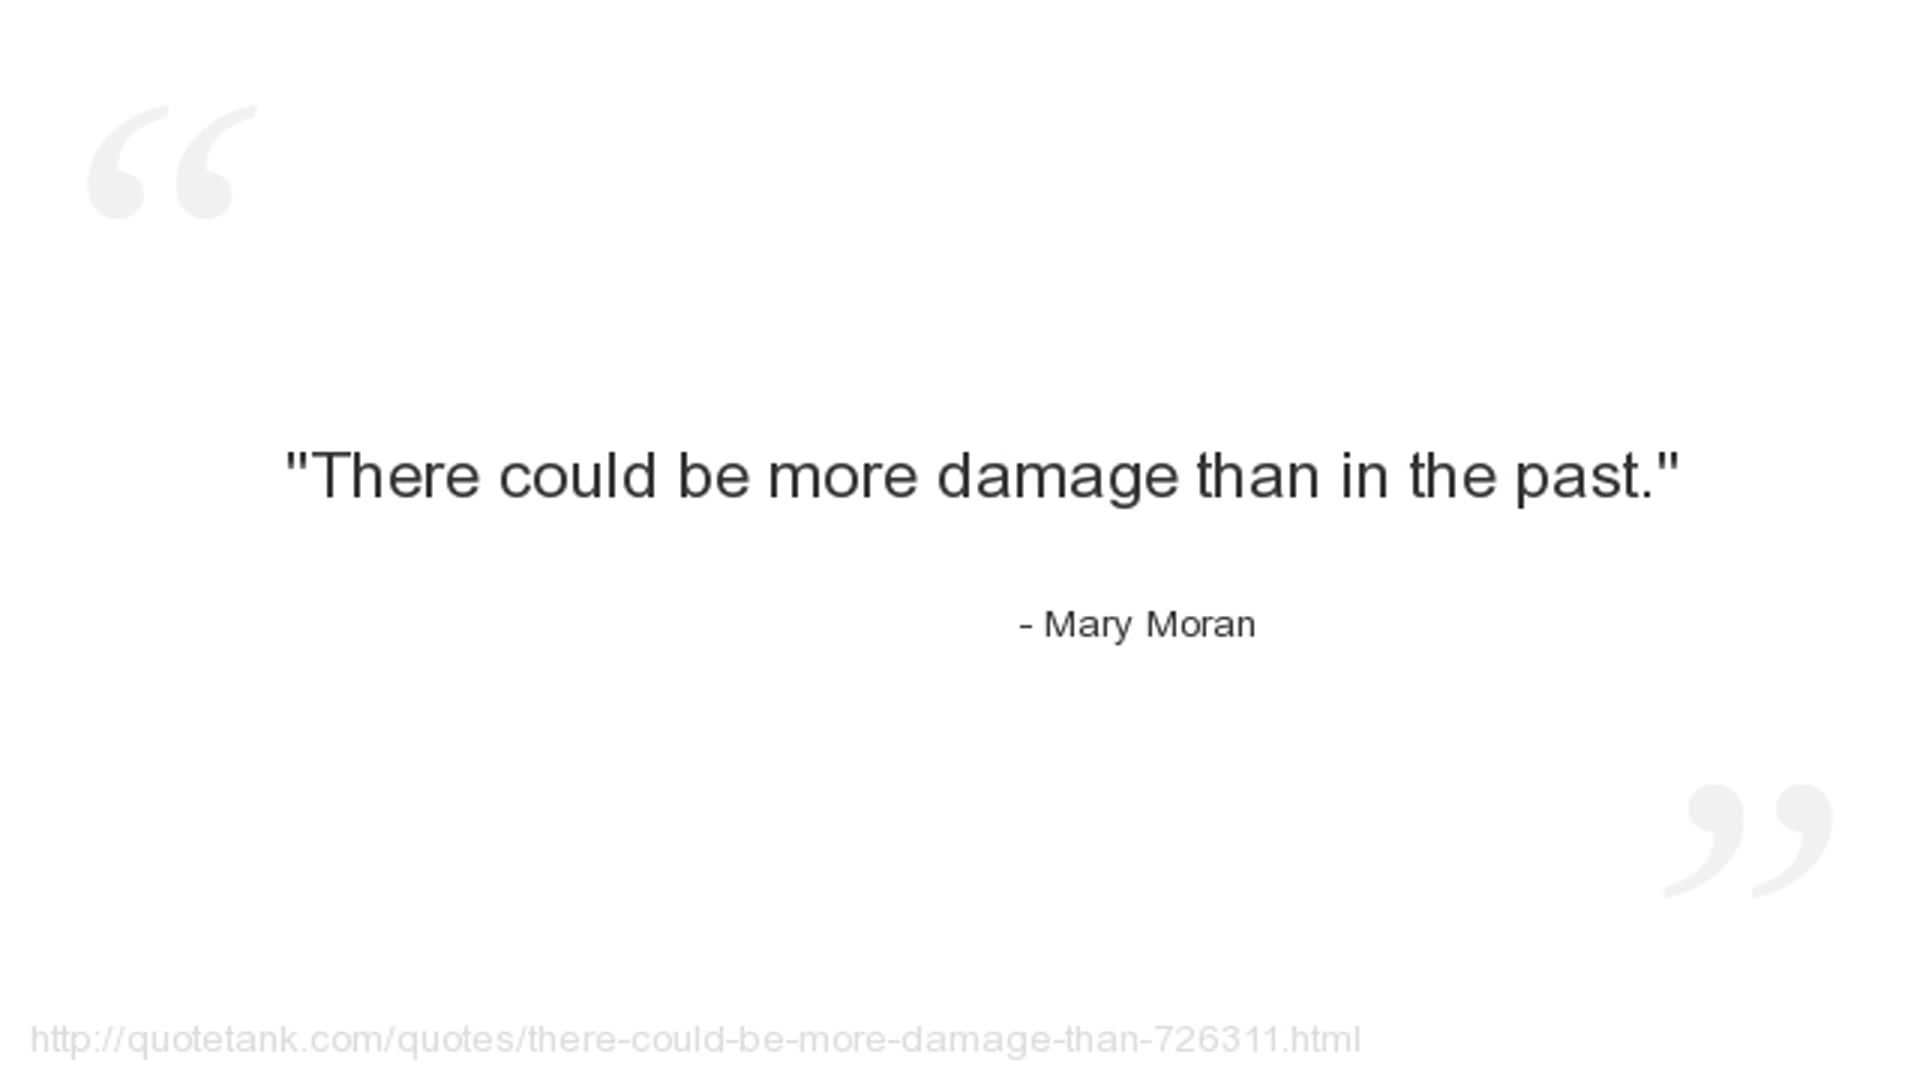 "There could be more damage than in the past."
- Mary Moran
http://quotetank.com/quotes/there-could-be-more-damage-than-726311.html